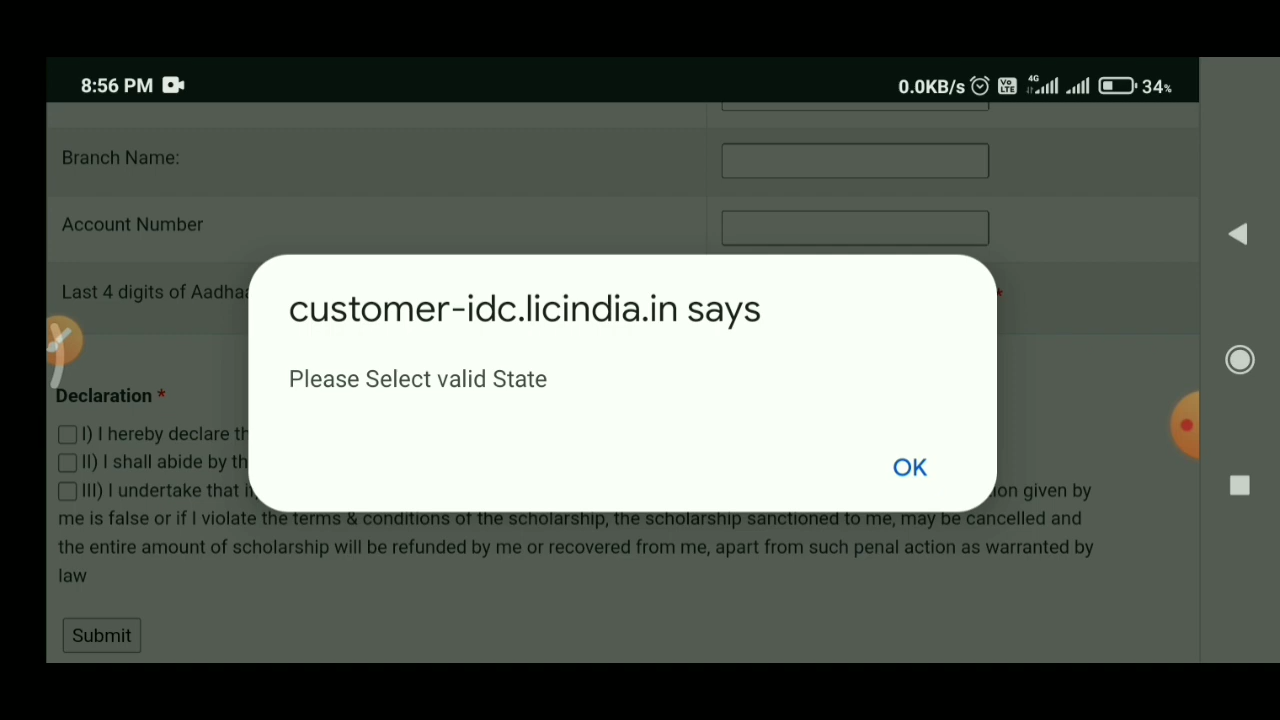 8:56 PM
0.0KB/s Vo LTE 4G 34%
Branch Name:
Account Number
Last 4 digits of Aadhaa
*
customer-idc.licindia.in says
Please Select valid State
OK
Declaration *
I) I hereby declare th
II) I shall abide by th
III) I undertake that i ion given by
me is false or if I violate the terms & conditions of the scholarship, the scholarship sanctioned to me, may be cancelled and
the entire amount of scholarship will be refunded by me or recovered from me, apart from such penal action as warranted by
law
Submit